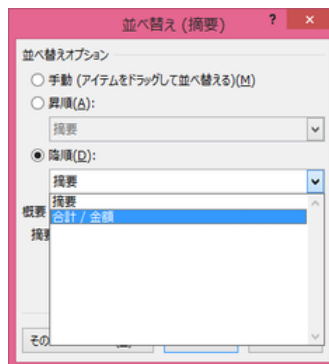 並べ替え (摘要)
? ×
並べ替えオプション
手動 (アイテムをドラッグして並べ替える)(M)
昇順(A):
摘要
降順(D):
摘要
摘要
合計 / 金額
概要
摘要
その